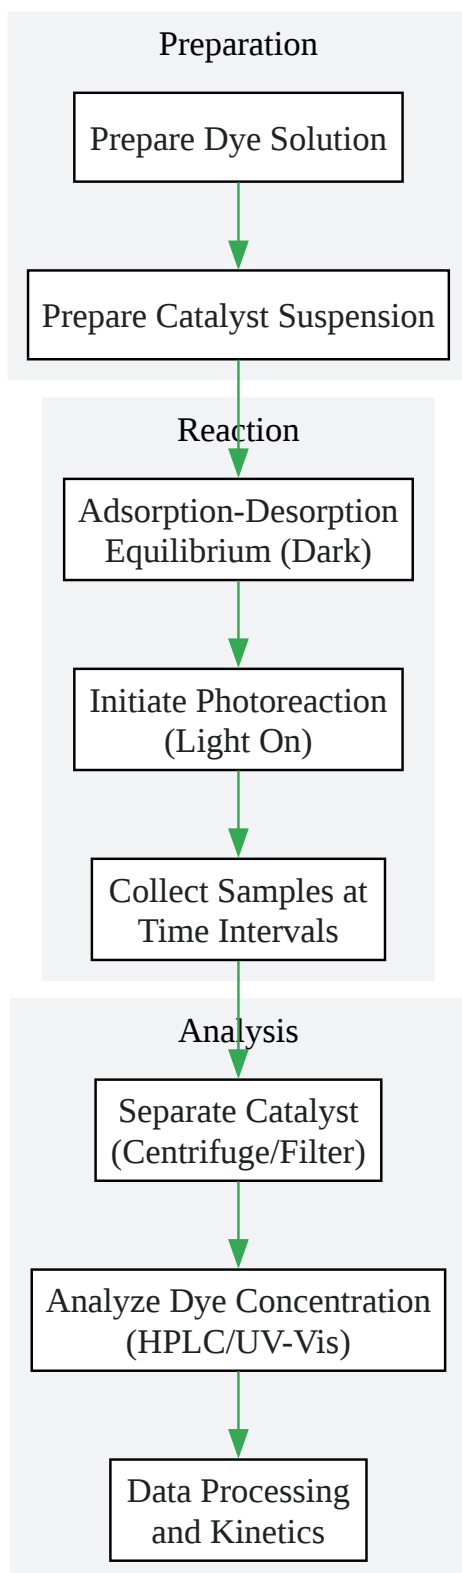 Preparation
Prepare Dye Solution
Prepare Catalyst Suspension
Reaction
Adsorption-Desorption
Equilibrium (Dark)
Initiate Photoreaction
(Light On)
Collect Samples at
Time Intervals
Analysis
Separate Catalyst
(Centrifuge/Filter)
Analyze Dye Concentration
(HPLC/UV-Vis)
Data Processing
and Kinetics